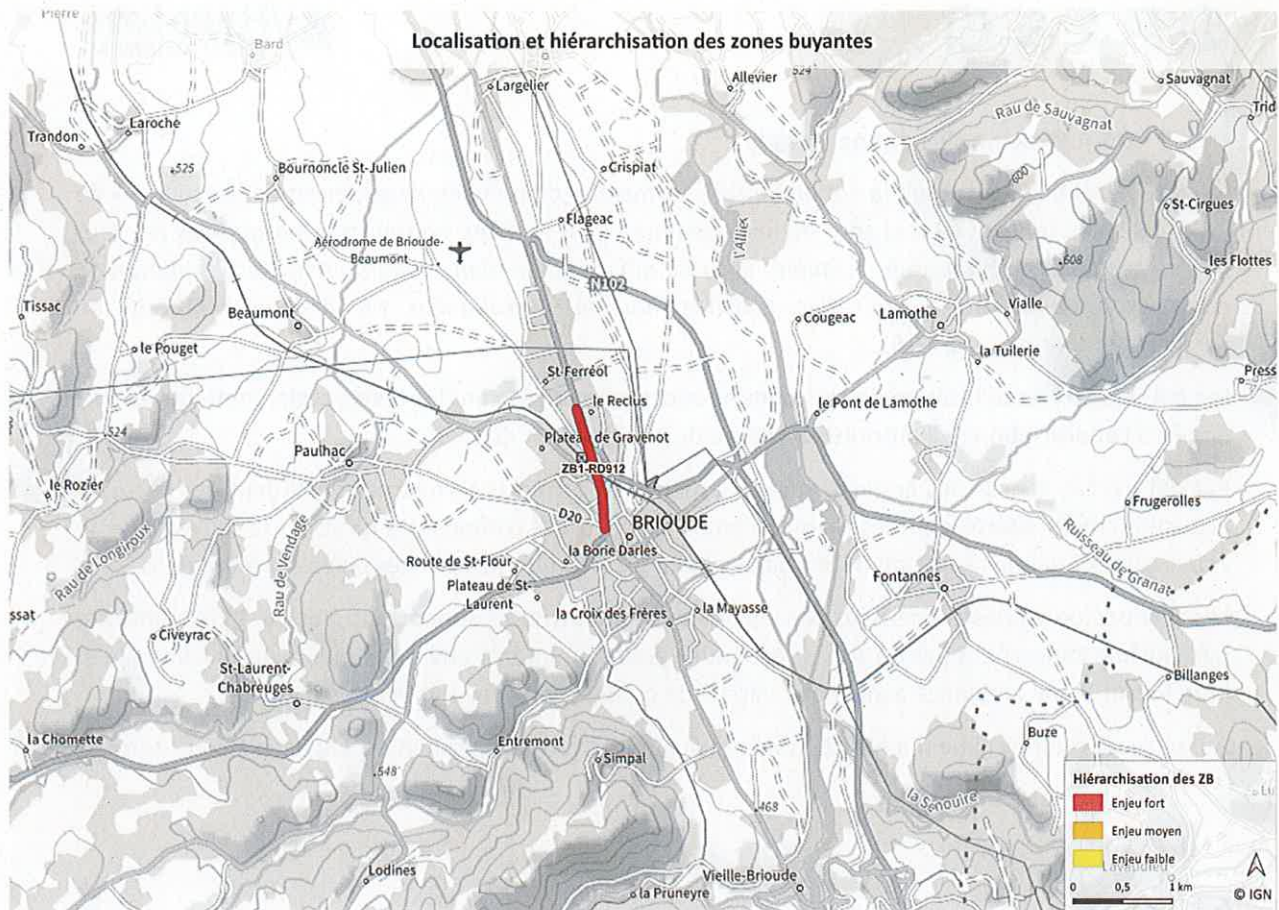 Pierre
Localisation et hiérarchisation des zones buyantes
Bard
Largelier
Allevier
524
Sauvagnat
Rau de Sauvagnat
Trid
Laroche
Trandon
.525
Bournoncle St-Julien
Crispiat
600
St-Cirgues
Flageac
l'Allier
Aérodrome de Brioude-
Beaumont
.608
les Flottes
N102
Tissac
Beaumont
Cougeac
Lamothe
Vialle
le Pouget
la Tuilerie
St-Ferréol
Press
le Reclus
le Pont de Lamothe
.524
Plateau de Gravenot
Paulhac
ZB1-RD912
le Rozier
Frugerolles
D20
BRIOUDE
Rau de Longiroux
Rau de Vendage
la Borie Darles
Ruisseau de Granat
Route de St-Flour
Fontannes
Plateau de St-
Laurent
la Croix des Frères
la Mayasse
ssat
Civeyrac
St-Laurent-
Chabreuges
Billanges
la Chomette
Entremont
Buze
Simpal
.548
la Senouire
.468
Lodines
Vieille-Brioude
la Pruneyre
Hiérarchisation des ZB
Enjeu fort
Enjeu moyen
Enjeu faible
0 0,5 1 km
© IGN